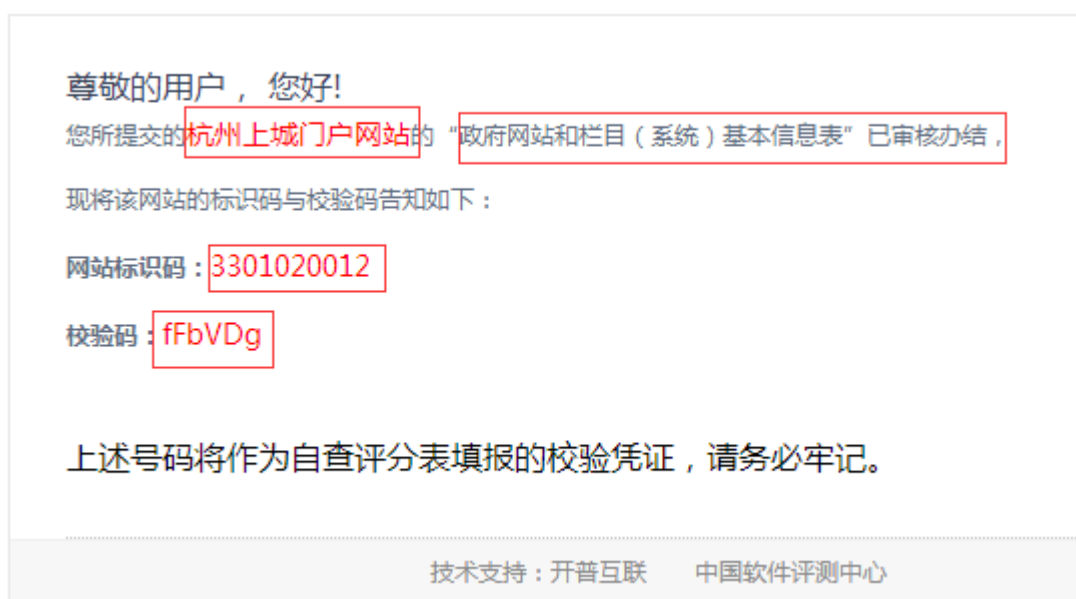 尊敬的用户，您好!
您所提交的杭州上城门户网站的“政府网站和栏目（系统）基本信息表”已审核办结，
现将该网站的标识码与校验码告知如下：
网站标识码：3301020012
校验码：fFbVDg
上述号码将作为自查评分表填报的校验凭证，请务必牢记。
技术支持：开普互联 中国软件评测中心